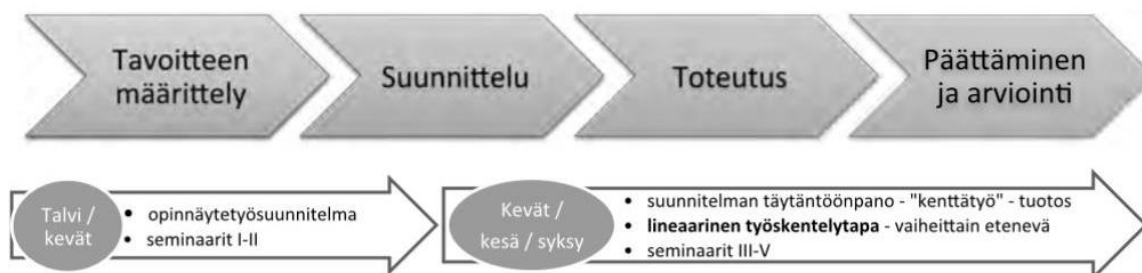 Tavoitteen
määrittely
Suunnittelu
Toteutus
Päättäminen
ja arviointi
Talvi /
kevät
• opinnäytetyösuunnitelma
• seminaarit I-II
Kevät /
kesä / syksy
• suunnitelman täytäntöönpano - "kenttätyö" - tuotos
• lineaarinen työskentelytapa - vaiheittain etenevä
• seminaarit III-V